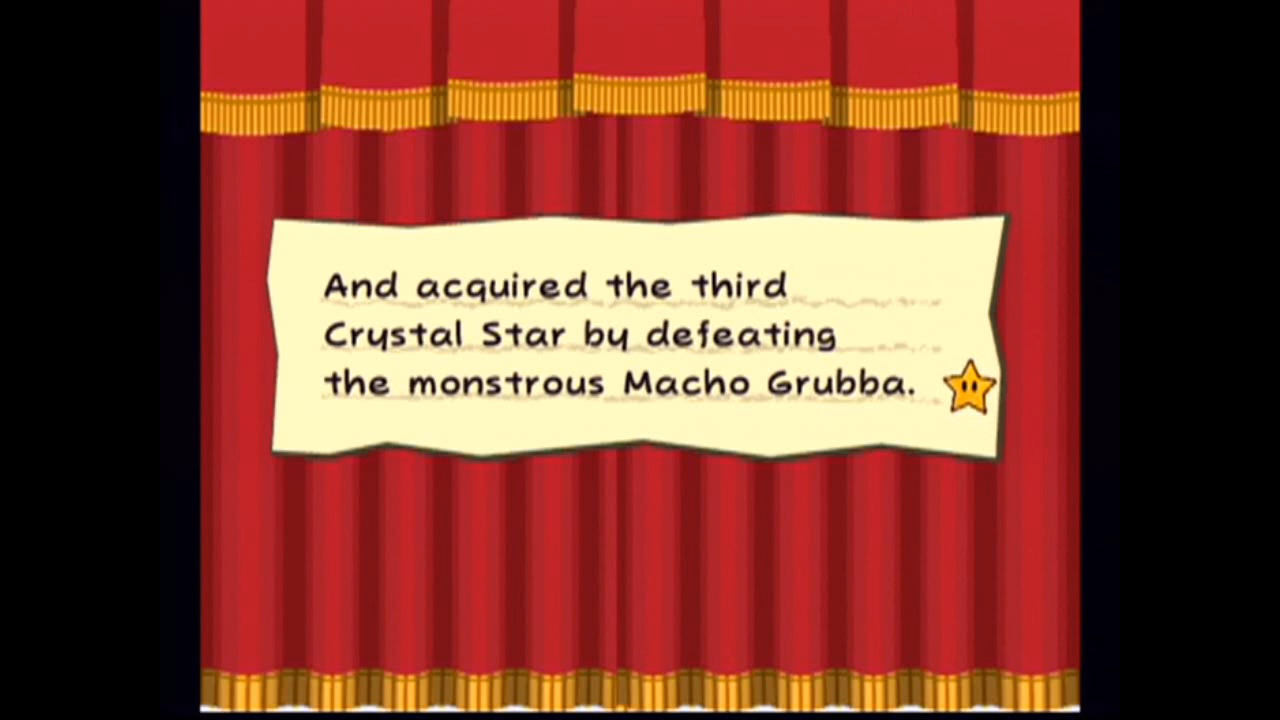 And acquired the third
Crystal Star by defeating
the monstrous Macho Grubba.